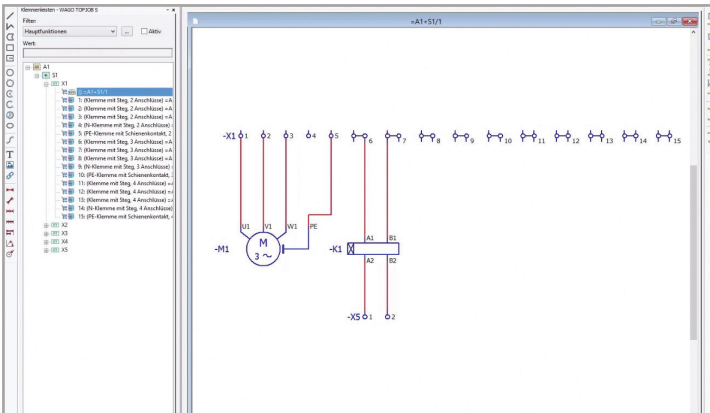 Klemmenleisten - WAGO TOPJOB S
Filter:
Hauptfunktionen
...
Aktiv
Wert:
A1
S1
X1
=A1+S1/1
1: (Klemme mit Steg, 2 Anschlüsse) =A
2: (Klemme mit Steg, 2 Anschlüsse) =A
3: (Klemme mit Steg, 2 Anschlüsse) =A
4: (N-Klemme mit Steg, 2 Anschlüsse) =
5: (PE-Klemme mit Schienenkontakt, 2
6: (Klemme mit Steg, 3 Anschlüsse) =A
7: (Klemme mit Steg, 3 Anschlüsse) =A
8: (Klemme mit Steg, 3 Anschlüsse) =A
9: (N-Klemme mit Steg, 3 Anschlüsse) =
10: (PE-Klemme mit Schienenkontakt,
11: (Klemme mit Steg, 4 Anschlüsse) =
12: (Klemme mit Steg, 4 Anschlüsse) =
13: (Klemme mit Steg, 4 Anschlüsse) =
14: (N-Klemme mit Steg, 4 Anschlüsse)
15: (PE-Klemme mit Schienenkontakt,
X2
X3
X4
X5
=A1+S1/1
-X1 1 2 3 4 5 6 7 8 9 10 11 12 13 14 15
U1 V1 W1 PE
A1 B1
-M1 M 3 ~
-K1
A2 B2
-X5 1 2